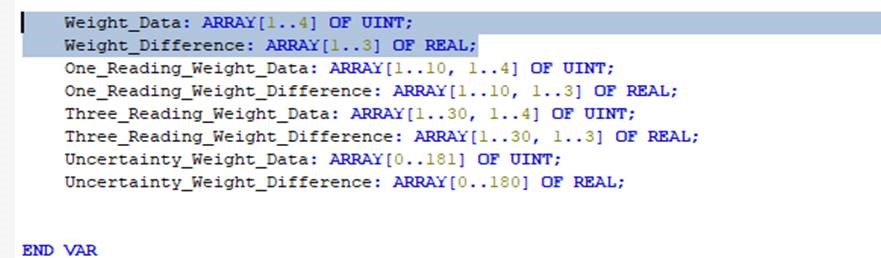 Weight_Data: ARRAY[1..4] OF UINT;
Weight_Difference: ARRAY[1..3] OF REAL;
One_Reading_Weight_Data: ARRAY[1..10, 1..4] OF UINT;
One_Reading_Weight_Difference: ARRAY[1..10, 1..3] OF REAL;
Three_Reading_Weight_Data: ARRAY[1..30, 1..4] OF UINT;
Three_Reading_Weight_Difference: ARRAY[1..30, 1..3] OF REAL;
Uncertainty_Weight_Data: ARRAY[0..181] OF UINT;
Uncertainty_Weight_Difference: ARRAY[0..180] OF REAL;
END VAR